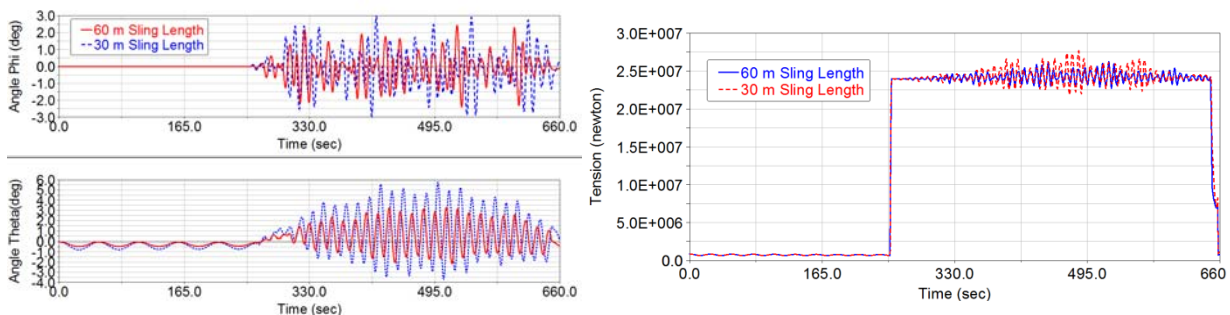 3.0
2.0
1.0
0.0
-1.0
-2.0
-3.0
Angle Phi (deg)
60 m Sling Length
30 m Sling Length
0.0 165.0 330.0 495.0 660.0
Time (sec)
6.0
5.0
4.0
3.0
2.0
1.0
0.0
-1.0
-2.0
-3.0
-4.0
Angle Theta(deg)
0.0 165.0 330.0 495.0 660.0
Time (sec)
3.0E+007
2.5E+007
2.0E+007
1.5E+007
1.0E+007
5.0E+006
0.0
Tension (newton)
60 m Sling Length
30 m Sling Length
0.0 165.0 330.0 495.0 660.0
Time (sec)